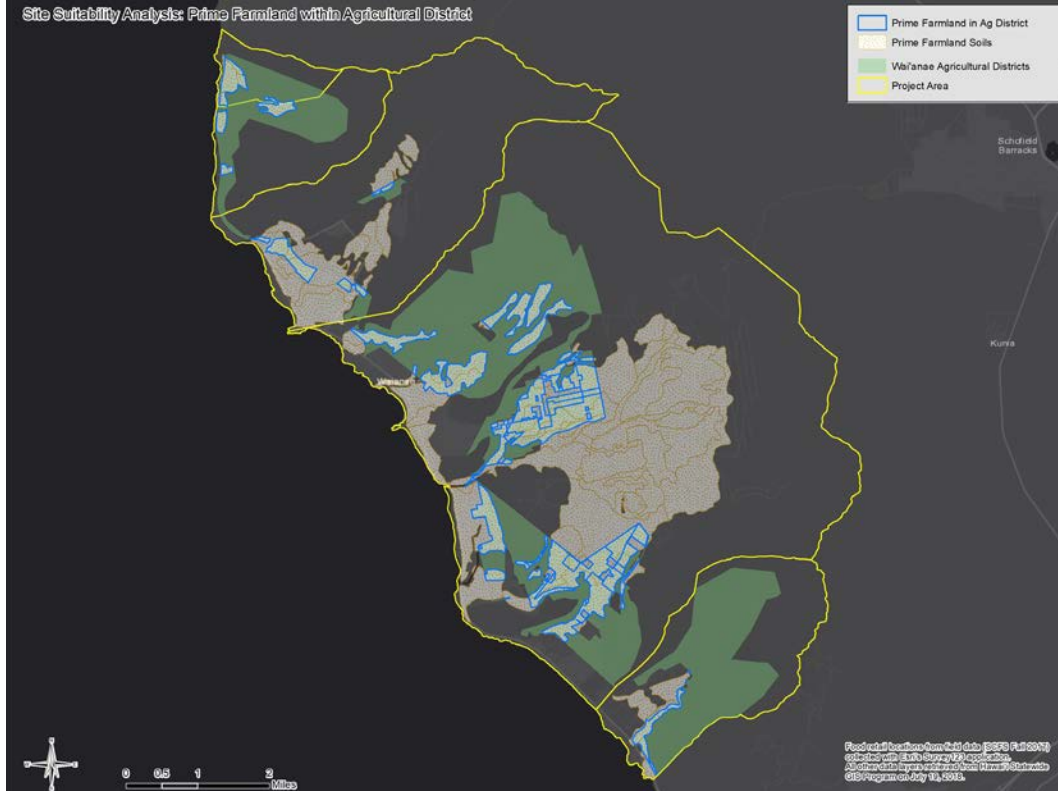 Site Suitability Analysis: Prime Farmland within Agricultural District
Prime Farmland in Ag District
Prime Farmland Soils
Wai'anae Agricultural Districts
Project Area
Schofield
Barracks
Kunia
Waianae
N
W
E
S
0 0.5 1 2
Miles
Food retail locations from field data (SCFS Fall 2017)
collected with Esri's Survey123 application.
All other data layers retrieved from Hawai'i Statewide
GIS Program on July 19, 2018.